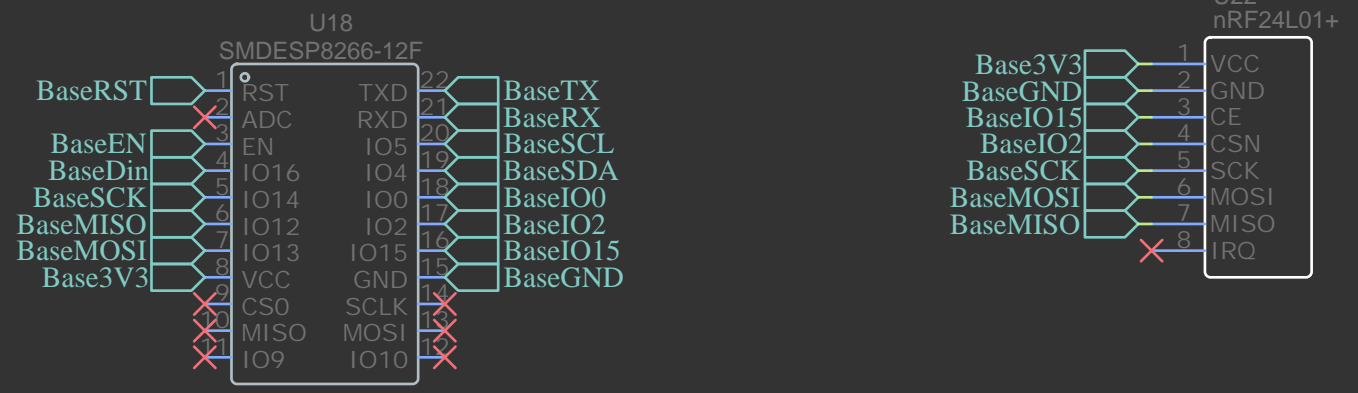 U18
SMDESP8266-12F
BaseRST 1 RST TXD 22 BaseTX
2 ADC RXD 21 BaseRX
BaseEN 3 EN IO5 20 BaseSCL
BaseDin 4 IO16 IO4 19 BaseSDA
BaseSCK 5 IO14 IO0 18 BaseIO0
BaseMISO 6 IO12 IO2 17 BaseIO2
BaseMOSI 7 IO13 IO15 16 BaseIO15
Base3V3 8 VCC GND 15 BaseGND
9 CS0 SCLK 14
10 MISO MOSI 13
11 IO9 IO10 12
nRF24L01+
Base3V3 1 VCC
BaseGND 2 GND
BaseIO15 3 CE
BaseIO2 4 CSN
BaseSCK 5 SCK
BaseMOSI 6 MOSI
BaseMISO 7 MISO
8 IRQ